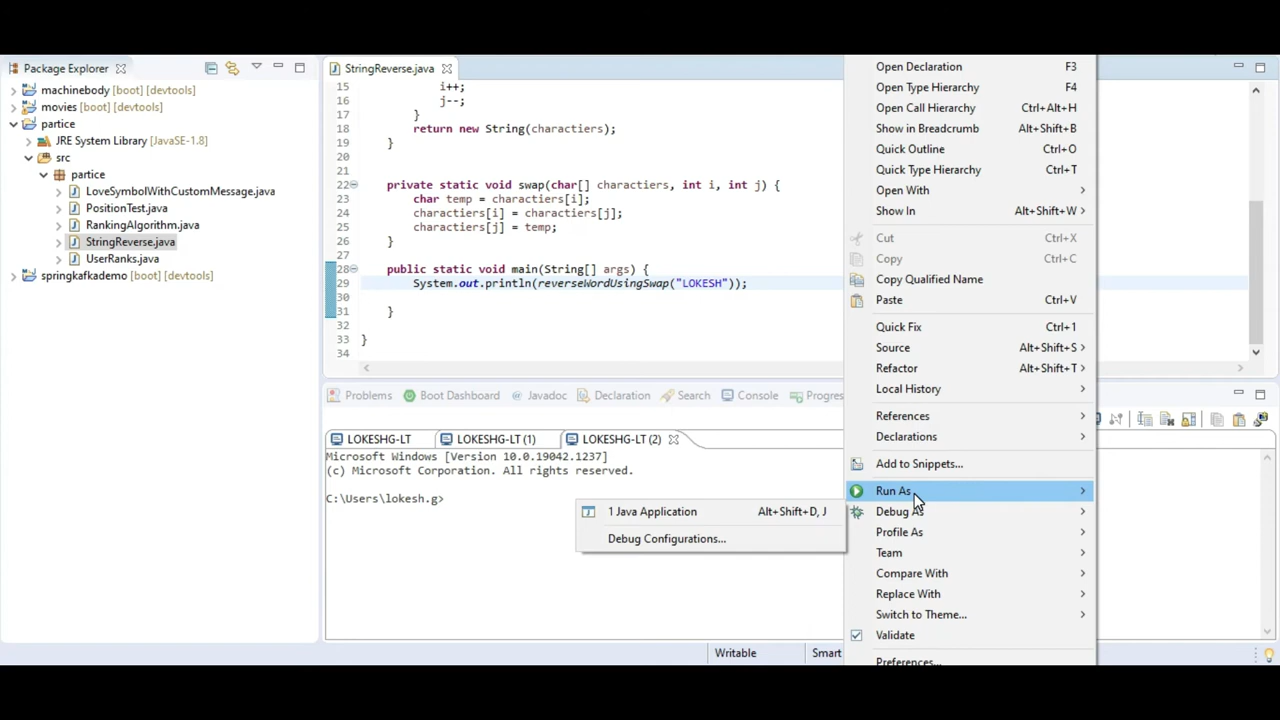 Package Explorer
machinebody [boot] [devtools]
movies [boot] [devtools]
partice
JRE System Library [JavaSE-1.8]
src
partice
LoveSymbolWithCustomMessage.java
PositionTest.java
RankingAlgorithm.java
StringReverse.java
UserRanks.java
springkafkademo [boot] [devtools]
StringReverse.java
15 i++;
16 j--;
17 }
18 return new String(charactiers);
19 }
20
21
22 private static void swap(char[] charactiers, int i, int j) {
23 char temp = charactiers[i];
24 charactiers[i] = charactiers[j];
25 charactiers[j] = temp;
26 }
27
28 public static void main(String[] args) {
29 System.out.println(reverseWordUsingSwap("LOKESH"));
30
31 }
32
33 }
34
Problems Boot Dashboard Javadoc Declaration Search Console Progres
LOKESHG-LT LOKESHG-LT (1) LOKESHG-LT (2)
Microsoft Windows [Version 10.0.19042.1237]
(c) Microsoft Corporation. All rights reserved.
C:\Users\lokesh.g>
1 Java Application Alt+Shift+D, J
Debug Configurations...
Open Declaration F3
Open Type Hierarchy F4
Open Call Hierarchy Ctrl+Alt+H
Show in Breadcrumb Alt+Shift+B
Quick Outline Ctrl+O
Quick Type Hierarchy Ctrl+T
Open With
Show In Alt+Shift+W
Cut Ctrl+X
Copy Ctrl+C
Copy Qualified Name
Paste Ctrl+V
Quick Fix Ctrl+1
Source Alt+Shift+S
Refactor Alt+Shift+T
Local History
References
Declarations
Add to Snippets...
Run As
Debug As
Profile As
Team
Compare With
Replace With
Switch to Theme...
Validate
Preferences...
Writable Smart